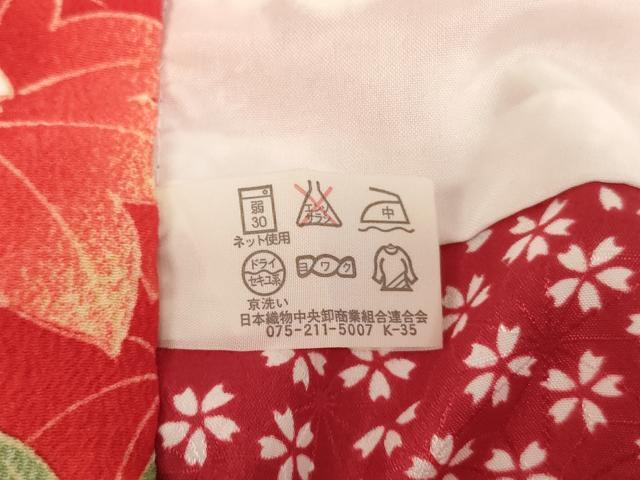 弱
30
ネット使用
エンソ
サラシ
中
ドライ
セキユ系
京洗い
ヨワク
日本織物中央卸商業組合連合会
075-211-5007 K-35